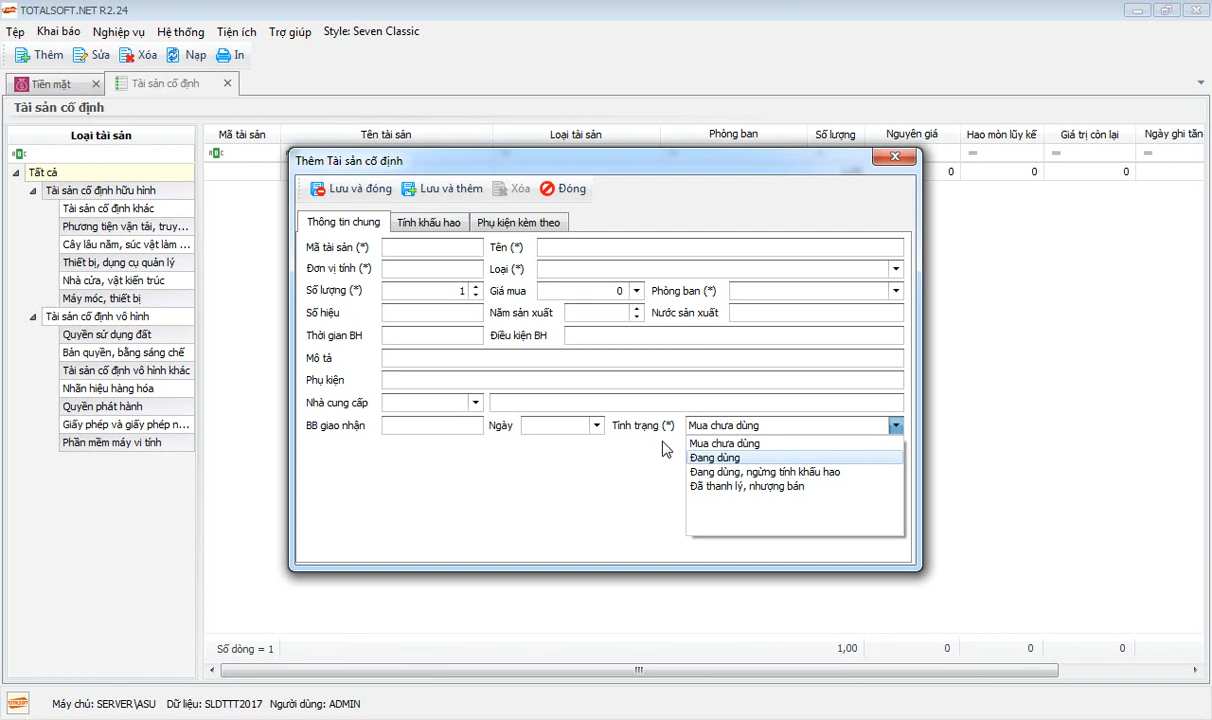 TOTALSOFT.NET R2.24
Tệp Khai báo Nghiệp vụ Hệ thống Tiện ích Trợ giúp Style: Seven Classic
Thêm Sửa Xóa Nạp In
Tiền mặt Tài sản cố định
Tài sản cố định
Loại tài sản
Mã tài sản Tên tài sản Loại tài sản Phòng ban Số lượng Nguyên giá Hao mòn lũy kế Giá trị còn lại Ngày ghi tăn
Tất cả
0 0 0
Tài sản cố định hữu hình
Tài sản cố định khác
Phương tiện vận tải, truy...
Cây lâu năm, súc vật làm ...
Thiết bị, dụng cụ quản lý
Nhà cửa, vật kiến trúc
Máy móc, thiết bị
Tài sản cố định vô hình
Quyền sử dụng đất
Bản quyền, bằng sáng chế
Tài sản cố định vô hình khác
Nhãn hiệu hàng hóa
Quyền phát hành
Giấy phép và giấy phép n...
Phần mềm máy vi tính
Thêm Tài sản cố định
Lưu và đóng Lưu và thêm Xóa Đóng
Thông tin chung Tính khấu hao Phụ kiện kèm theo
Mã tài sản (*) Tên (*)
Đơn vị tính (*) Loại (*)
Số lượng (*) 1 Giá mua 0 Phòng ban (*)
Số hiệu Năm sản xuất Nước sản xuất
Thời gian BH Điều kiện BH
Mô tả
Phụ kiện
Nhà cung cấp
BB giao nhận Ngày Tình trạng (*) Mua chưa dùng
Mua chưa dùng
Đang dùng
Đang dùng, ngừng tính khấu hao
Đã thanh lý, nhượng bán
Số dòng = 1 1,00 0 0 0
Máy chủ: SERVER\ASU Dữ liệu: SLDTTT2017 Người dùng: ADMIN